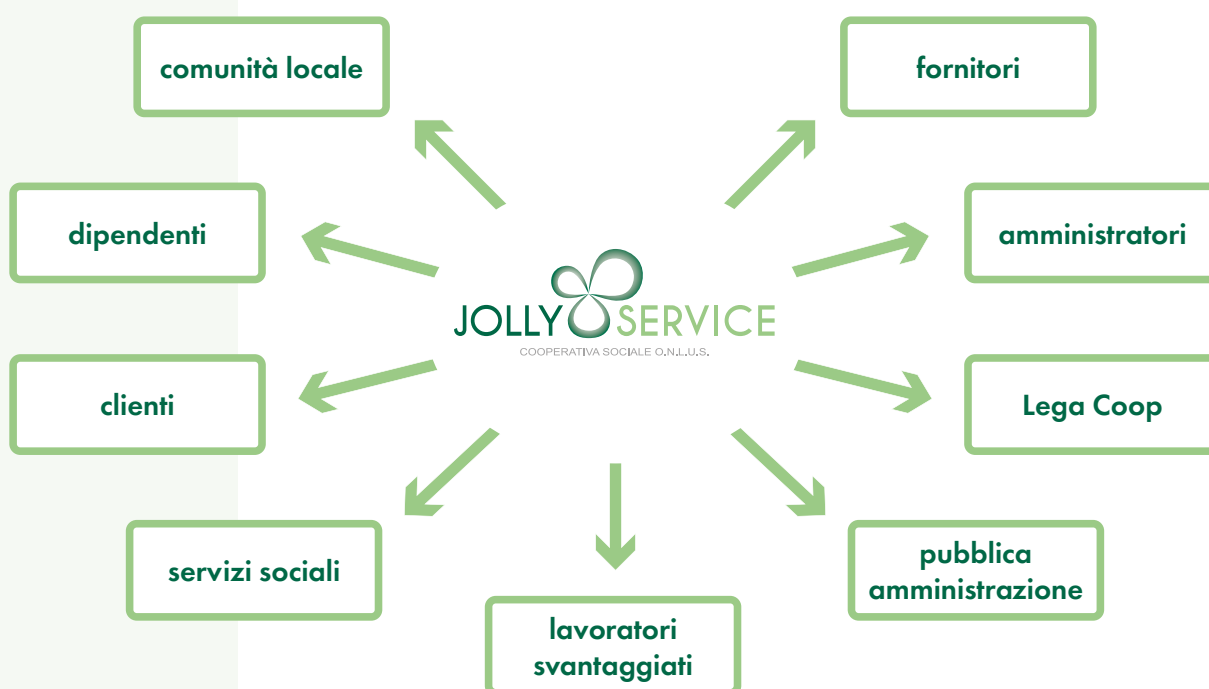 comunità locale
fornitori
dipendenti
amministratori
JOLLY SERVICE
COOPERATIVA SOCIALE O.N.L.U.S.
clienti
Lega Coop
servizi sociali
pubblica
amministrazione
lavoratori
svantaggiati